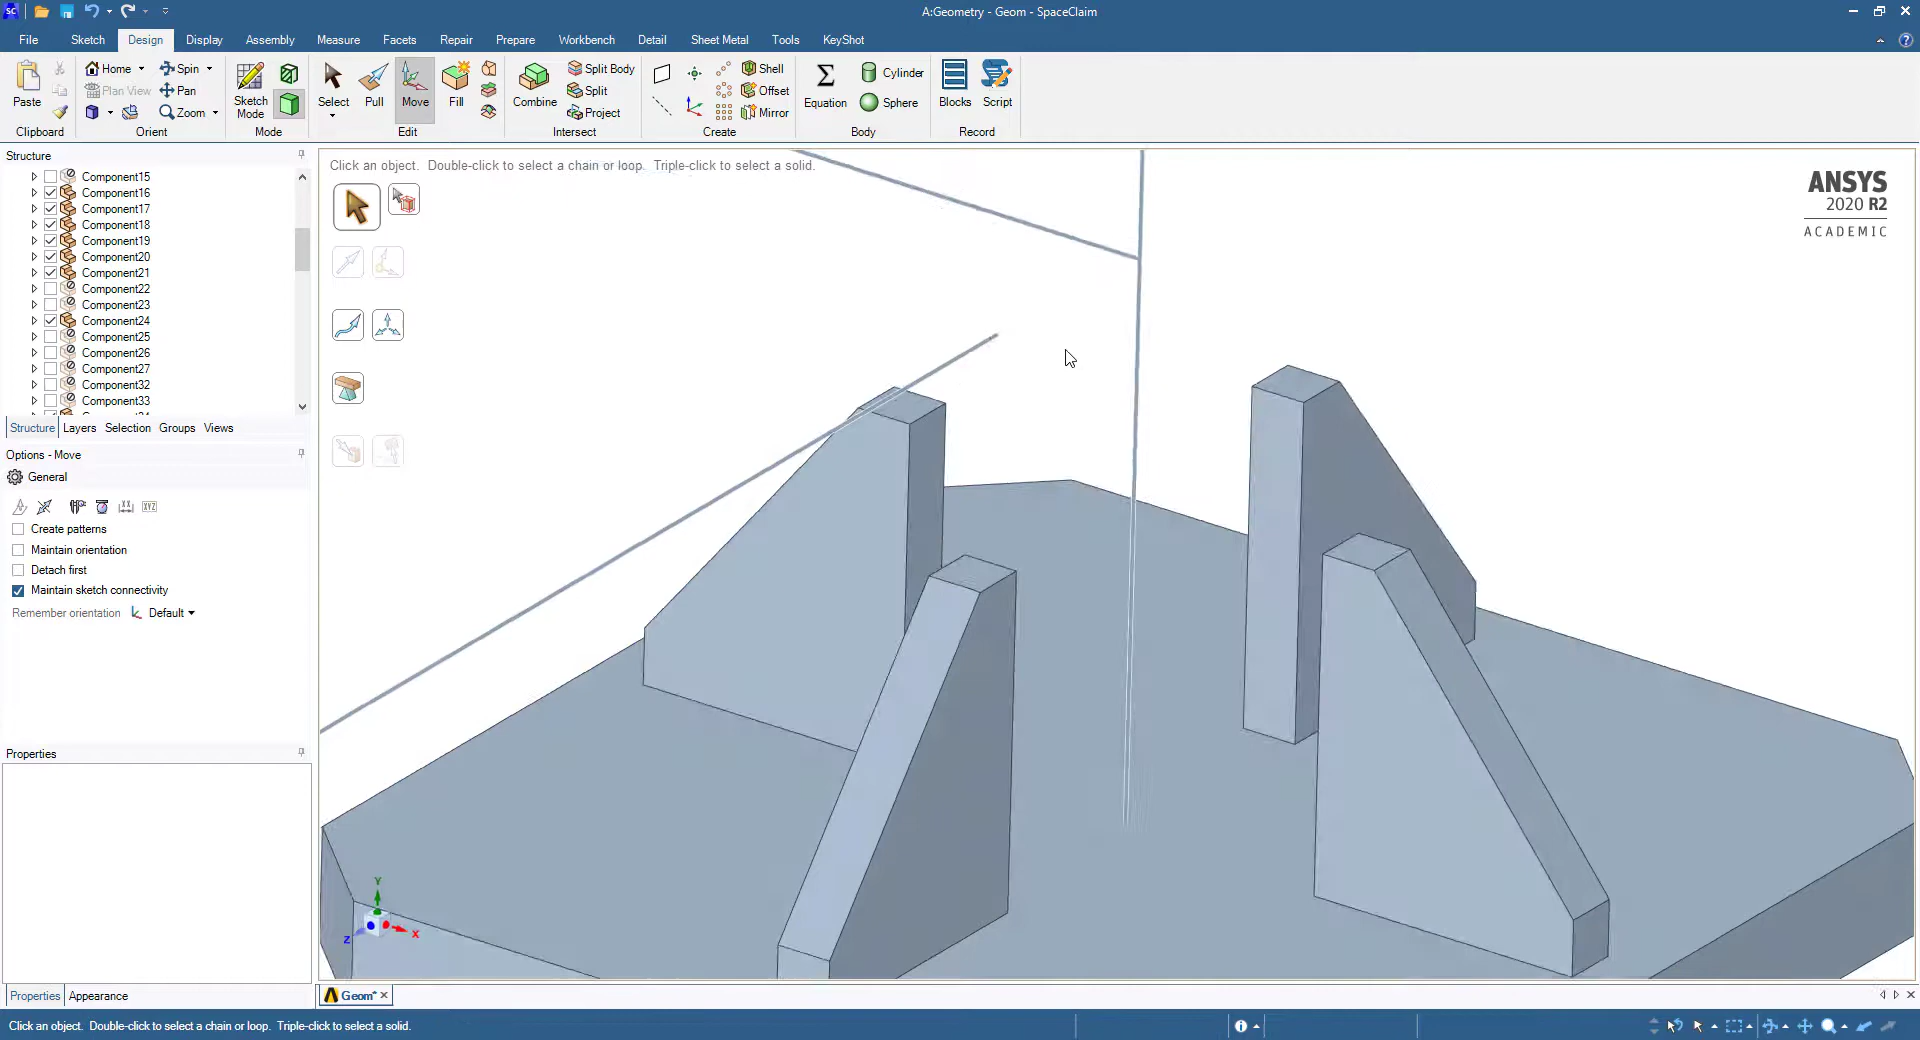 A:Geometry - Geom - SpaceClaim
File Sketch Design Display Assembly Measure Facets Repair Prepare Workbench Detail Sheet Metal Tools KeyShot
Paste
Clipboard
Home Spin
Plan View Pan
Zoom
Orient
Sketch
Mode
Mode
Select Pull Move Fill
Edit
Combine
Split Body
Split
Project
Intersect
Shell
Offset
Mirror
Create
Σ
Equation
Cylinder
Sphere
Body
Blocks Script
Record
Structure
Component15
Component16
Component17
Component18
Component19
Component20
Component21
Component22
Component23
Component24
Component25
Component26
Component27
Component32
Component33
Structure Layers Selection Groups Views
Options - Move
General
XYZ
Create patterns
Maintain orientation
Detach first
Maintain sketch connectivity
Remember orientation Default
Properties
Properties Appearance
Click an object. Double-click to select a chain or loop. Triple-click to select a solid.
ANSYS
2020 R2
ACADEMIC
Y
Z
X
Geom*
Click an object. Double-click to select a chain or loop. Triple-click to select a solid.